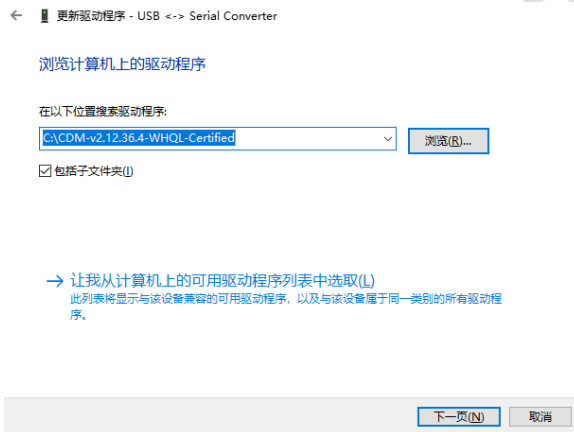 更新驱动程序 - USB <-> Serial Converter
浏览计算机上的驱动程序
在以下位置搜索驱动程序:
C:\CDM-v2.12.36.4-WHQL-Certified
浏览(R)...
包括子文件夹(I)
让我从计算机上的可用驱动程序列表中选取(L)
此列表将显示与该设备兼容的可用驱动程序，以及与该设备属于同一类别的所有驱动程
序。
下一页(N)
取消